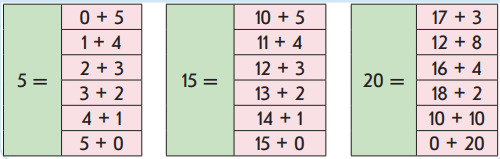 5 =
0 + 5
1 + 4
2 + 3
3 + 2
4 + 1
5 + 0
15 =
10 + 5
11 + 4
12 + 3
13 + 2
14 + 1
15 + 0
20 =
17 + 3
12 + 8
16 + 4
18 + 2
10 + 10
0 + 20